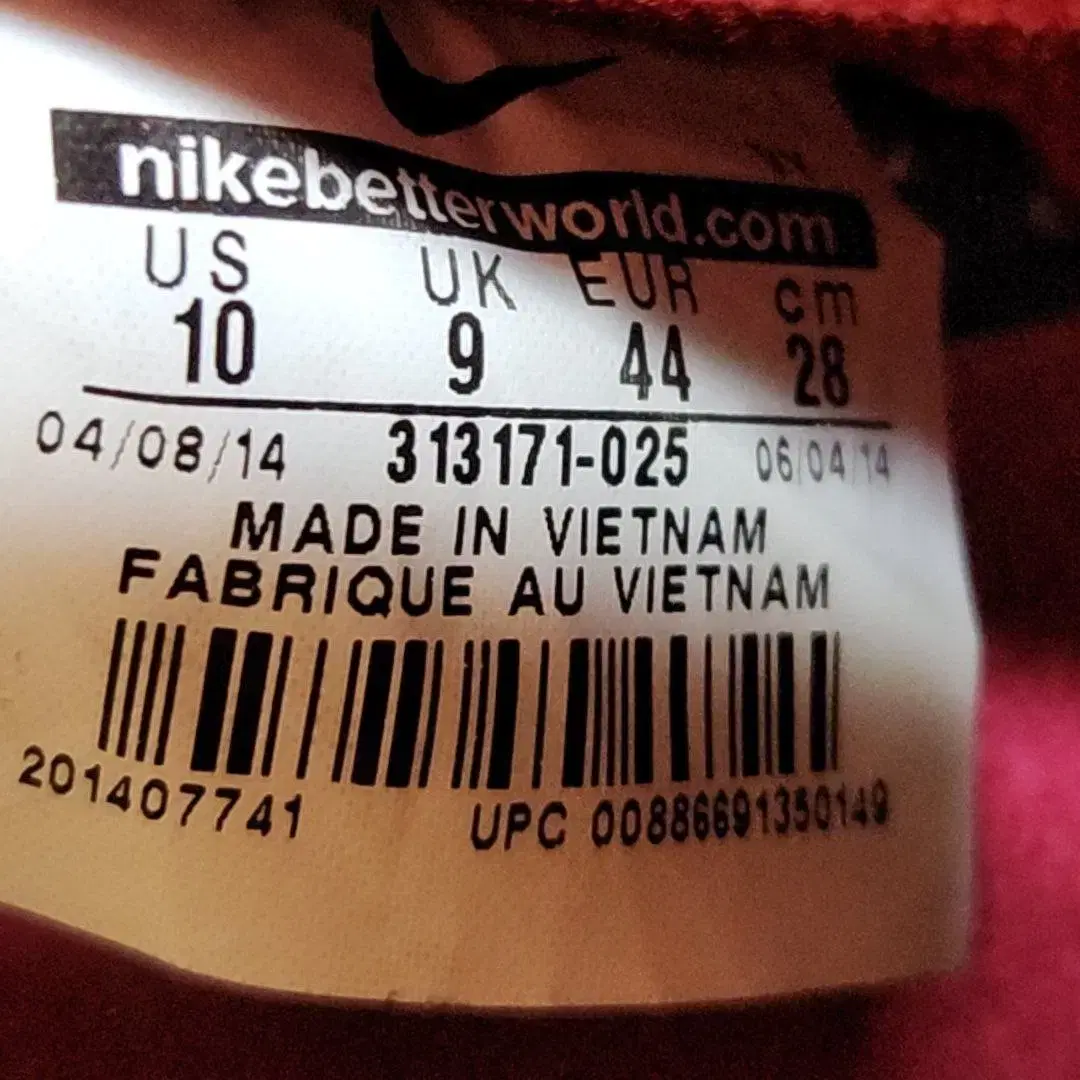 nikebetterworld.com
US UK EUR cm
10 9 44 28
04/08/14 313171-025 06/04/14
MADE IN VIETNAM
FABRIQUE AU VIETNAM
201407741 UPC 00886691350149